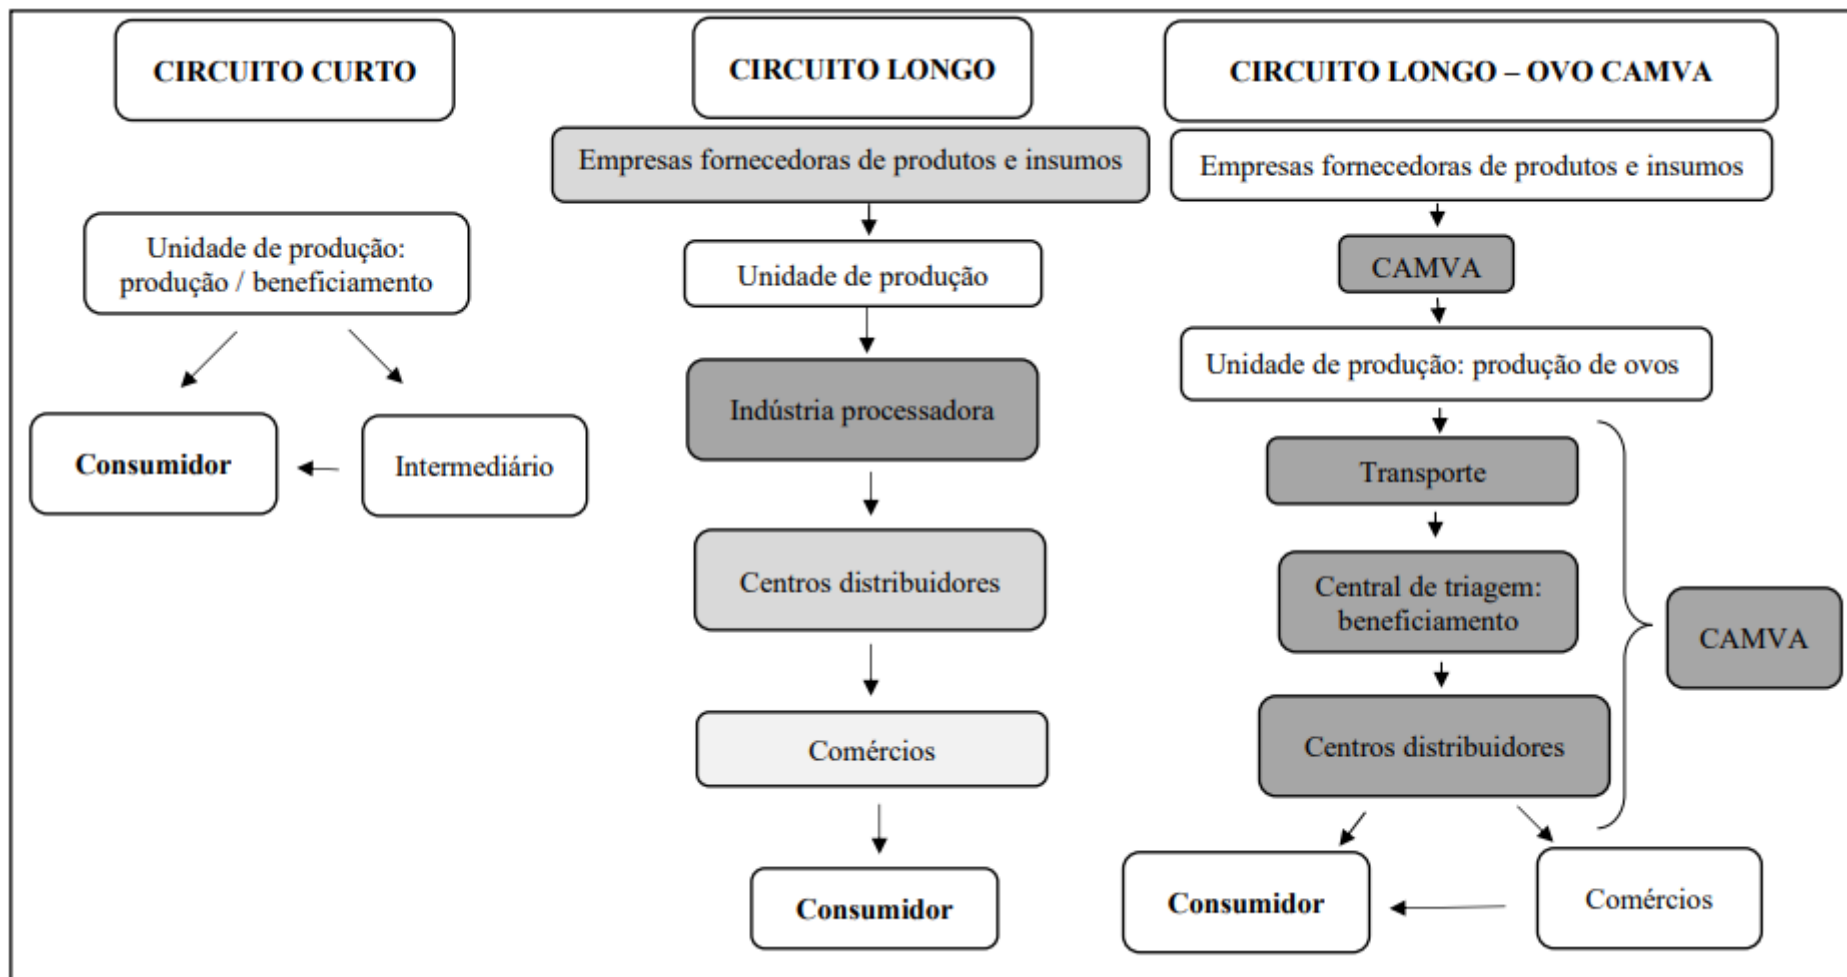 CIRCUITO CURTO
Unidade de produção:
produção / beneficiamento
Consumidor
Intermediário
CIRCUITO LONGO
Empresas fornecedoras de produtos e insumos
Unidade de produção
Indústria processadora
Centros distribuidores
Comércios
Consumidor
CIRCUITO LONGO – OVO CAMVA
Empresas fornecedoras de produtos e insumos
CAMVA
Unidade de produção: produção de ovos
Transporte
Central de triagem:
beneficiamento
CAMVA
Centros distribuidores
Consumidor
Comércios